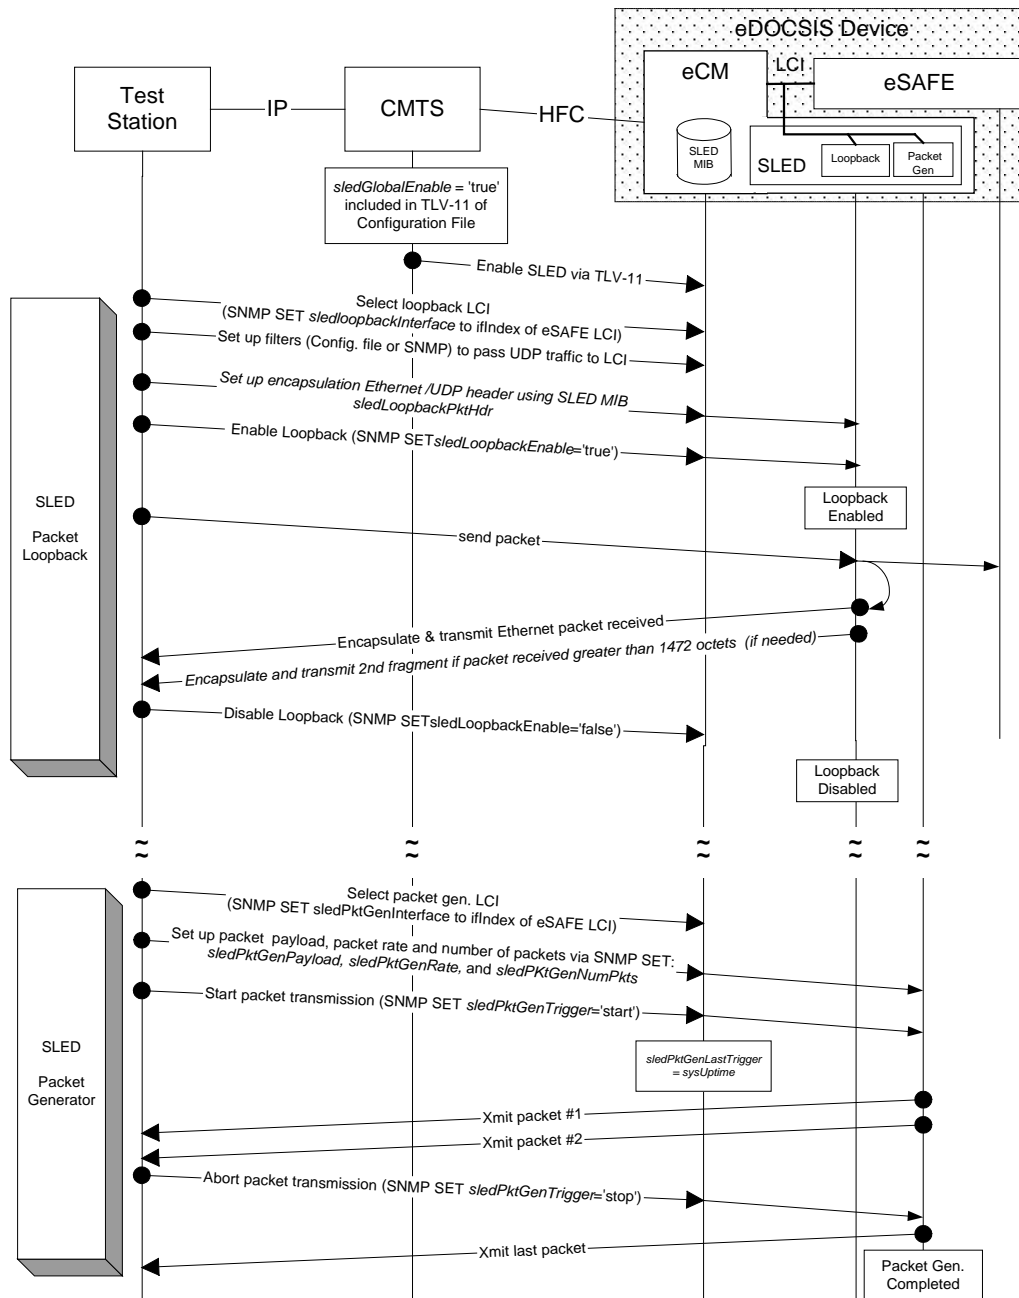 eDOCSIS Device
Test
Station
IP
CMTS
HFC
eCM
LCI
eSAFE
SLED
MIB
SLED
Loopback
Packet
Gen
sledGlobalEnable = 'true'
included in TLV-11 of
Configuration File
Enable SLED via TLV-11
Select loopback LCI
(SNMP SET sledloopbackInterface to ifIndex of eSAFE LCI)
Set up filters (Config. file or SNMP) to pass UDP traffic to LCI
Set up encapsulation Ethernet /UDP header using SLED MIB
sledLoopbackPktHdr
Enable Loopback (SNMP SETsledLoopbackEnable='true')
Loopback
Enabled
SLED
Packet
Loopback
send packet
Encapsulate & transmit Ethernet packet received
Encapsulate and transmit 2nd fragment if packet received greater than 1472 octets (if needed)
Disable Loopback (SNMP SETsledLoopbackEnable='false')
Loopback
Disabled
≈ ≈ ≈ ≈ ≈
Select packet gen. LCI
(SNMP SET sledPktGenInterface to ifIndex of eSAFE LCI)
Set up packet payload, packet rate and number of packets via SNMP SET:
sledPktGenPayload, sledPktGenRate, and sledPKtGenNumPkts
Start packet transmission (SNMP SET sledPktGenTrigger='start')
SLED
Packet
Generator
sledPktGenLastTrigger
= sysUptime
Xmit packet #1
Xmit packet #2
Abort packet transmission (SNMP SET sledPktGenTrigger='stop')
Xmit last packet
Packet Gen.
Completed